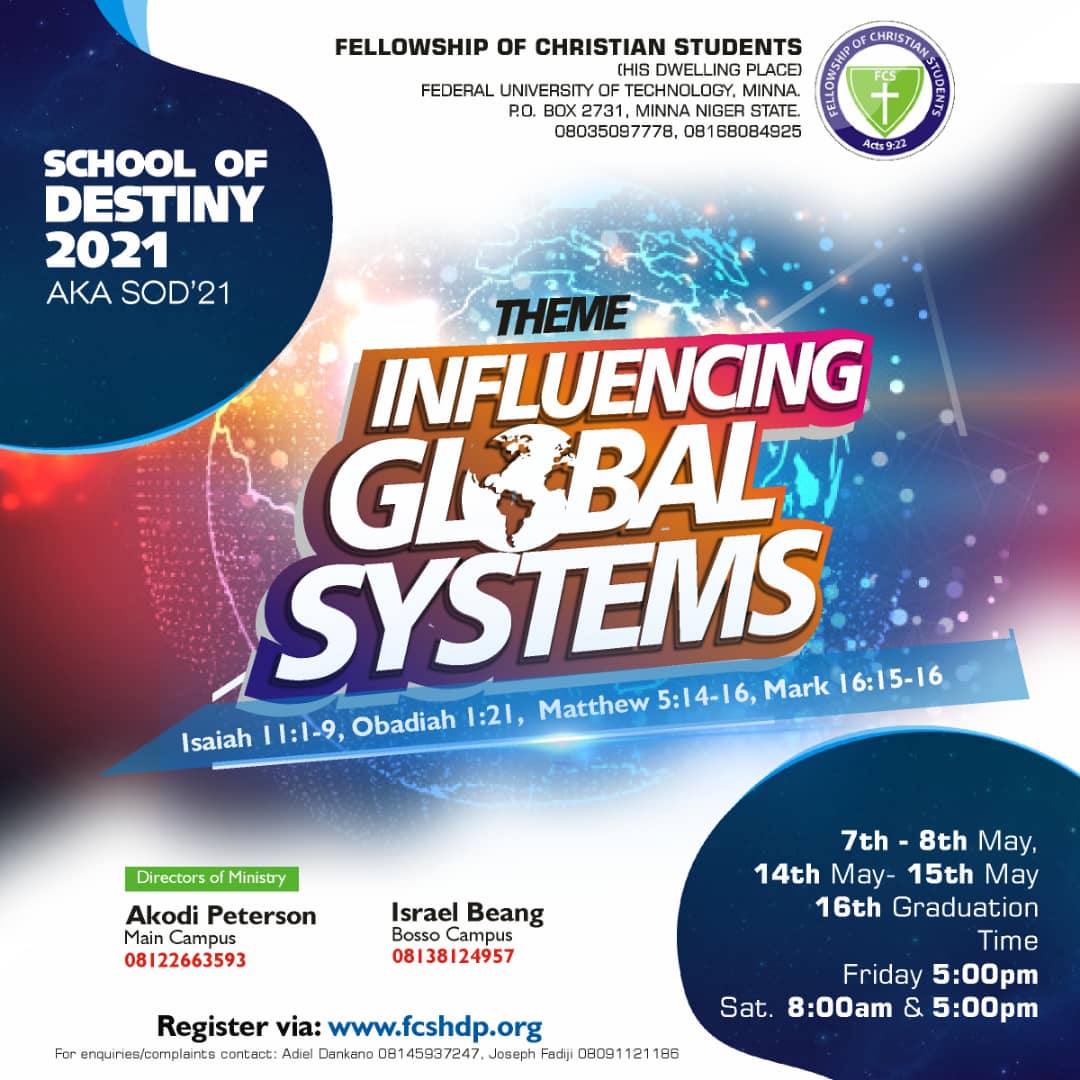 FELLOWSHIP OF CHRISTIAN STUDENTS
(HIS DWELLING PLACE)
FEDERAL UNIVERSITY OF TECHNOLOGY, MINNA.
P.O. BOX 2731, MINNA NIGER STATE.
08035097778, 08168084925
FELLOWSHIP OF CHRISTIAN STUDENTS
FCS
Acts 9:22
SCHOOL OF
DESTINY
2021
AKA SOD'21
THEME
INFLUENCING
GLOBAL
SYSTEMS
Isaiah 11:1-9, Obadiah 1:21, Matthew 5:14-16, Mark 16:15-16
7th - 8th May,
14th May- 15th May
16th Graduation
Time
Friday 5:00pm
Sat. 8:00am & 5:00pm
Directors of Ministry
Akodi Peterson
Main Campus
08122663593
Israel Beang
Bosso Campus
08138124957
Register via: www.fcshdp.org
For enquiries/complaints contact: Adiel Dankano 08145937247, Joseph Fadiji 08091121186